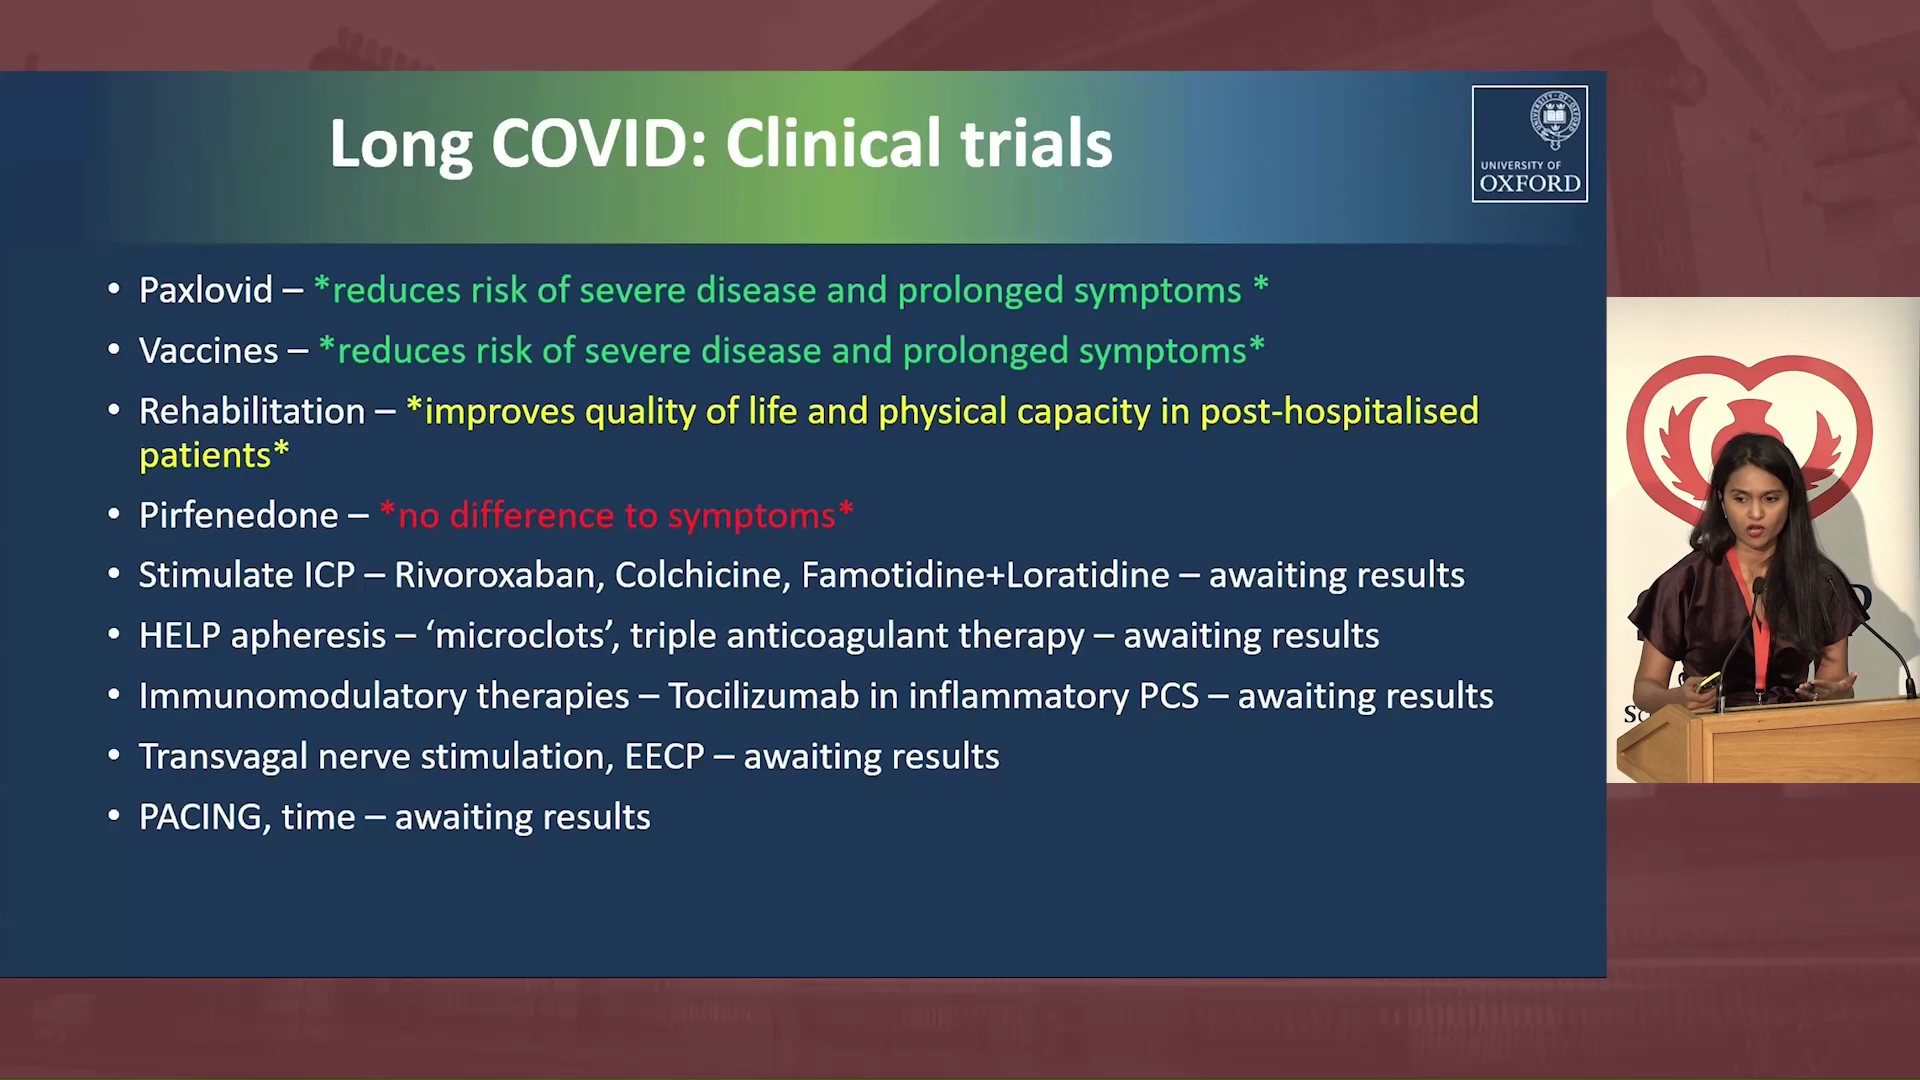 Long COVID: Clinical trials
UNIVERSITY OF
OXFORD
• Paxlovid – *reduces risk of severe disease and prolonged symptoms *
• Vaccines – *reduces risk of severe disease and prolonged symptoms*
• Rehabilitation – *improves quality of life and physical capacity in post-hospitalised
patients*
• Pirfenedone – *no difference to symptoms*
• Stimulate ICP – Rivoroxaban, Colchicine, Famotidine+Loratidine – awaiting results
• HELP apheresis – ‘microclots’, triple anticoagulant therapy – awaiting results
• Immunomodulatory therapies – Tocilizumab in inflammatory PCS – awaiting results
• Transvagal nerve stimulation, EECP – awaiting results
• PACING, time – awaiting results